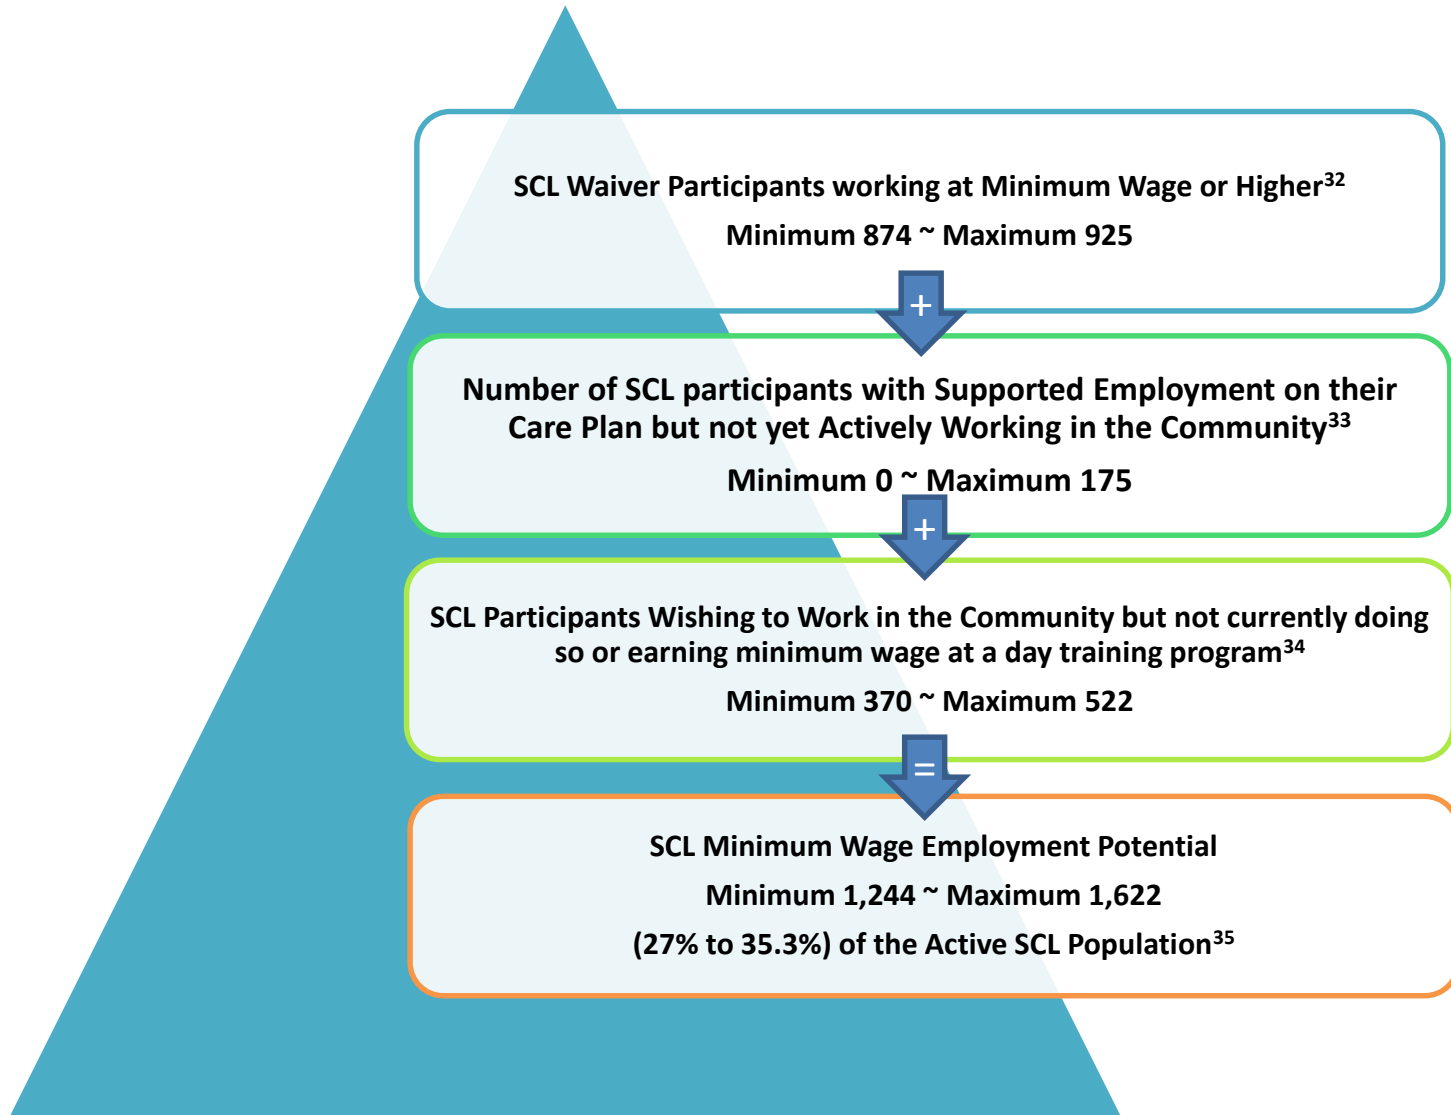 SCL Waiver Participants working at Minimum Wage or Higher32
Minimum 874 ~ Maximum 925
+
Number of SCL participants with Supported Employment on their
Care Plan but not yet Actively Working in the Community33
Minimum 0 ~ Maximum 175
+
SCL Participants Wishing to Work in the Community but not currently doing
so or earning minimum wage at a day training program34
Minimum 370 ~ Maximum 522
=
SCL Minimum Wage Employment Potential
Minimum 1,244 ~ Maximum 1,622
(27% to 35.3%) of the Active SCL Population35